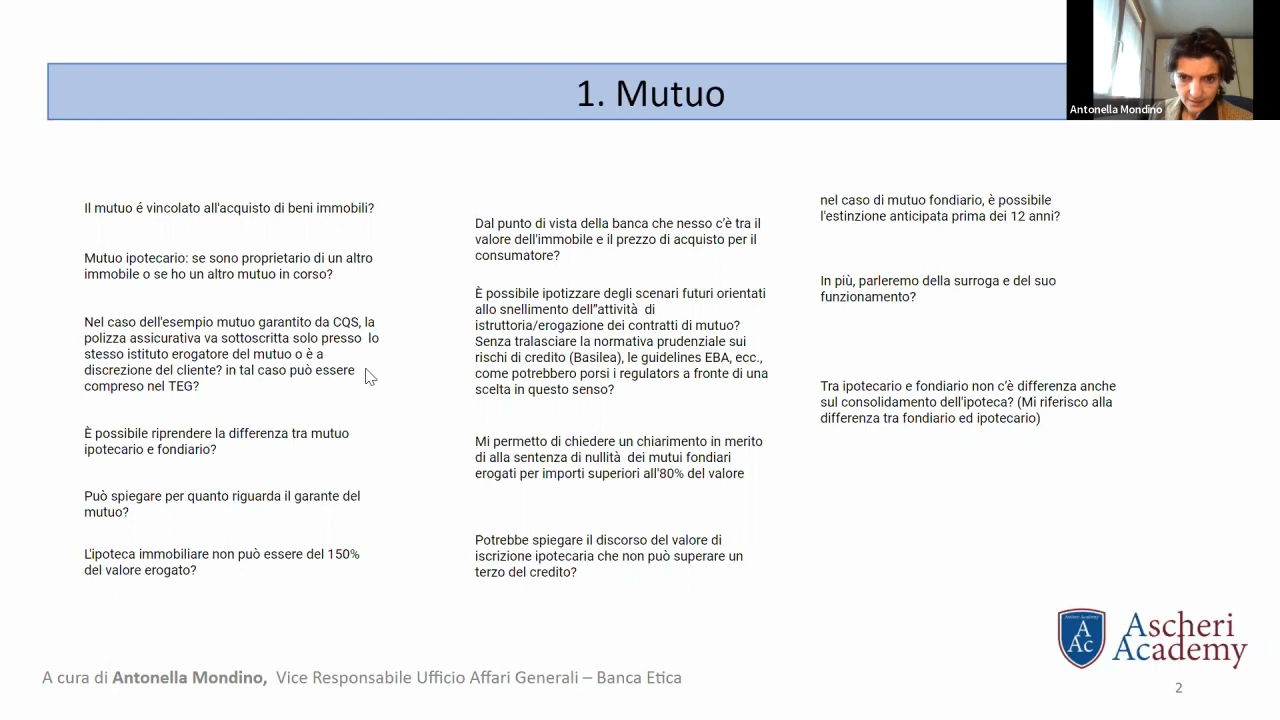 1. Mutuo
Antonella Mondino
Il mutuo é vincolato all'acquisto di beni immobili?
Mutuo ipotecario: se sono proprietario di un altro
immobile o se ho un altro mutuo in corso?
Nel caso dell'esempio mutuo garantito da CQS, la
polizza assicurativa va sottoscritta solo presso lo
stesso istituto erogatore del mutuo o è a
discrezione del cliente? in tal caso può essere
compreso nel TEG?
È possibile riprendere la differenza tra mutuo
ipotecario e fondiario?
Può spiegare per quanto riguarda il garante del
mutuo?
L'ipoteca immobiliare non può essere del 150%
del valore erogato?
Dal punto di vista della banca che nesso c'è tra il
valore dell'immobile e il prezzo di acquisto per il
consumatore?
È possibile ipotizzare degli scenari futuri orientati
allo snellimento dell"attività di
istruttoria/erogazione dei contratti di mutuo?
Senza tralasciare la normativa prudenziale sui
rischi di credito (Basilea), le guidelines EBA, ecc.,
come potrebbero porsi i regulators a fronte di una
scelta in questo senso?
Mi permetto di chiedere un chiarimento in merito
di alla sentenza di nullità dei mutui fondiari
erogati per importi superiori all'80% del valore
Potrebbe spiegare il discorso del valore di
iscrizione ipotecaria che non può superare un
terzo del credito?
nel caso di mutuo fondiario, è possibile
l'estinzione anticipata prima dei 12 anni?
In più, parleremo della surroga e del suo
funzionamento?
Tra ipotecario e fondiario non c'è differenza anche
sul consolidamento dell'ipoteca? (Mi riferisco alla
differenza tra fondiario ed ipotecario)
A
Ac
Ascheri
Academy
A cura di Antonella Mondino, Vice Responsabile Ufficio Affari Generali – Banca Etica
2